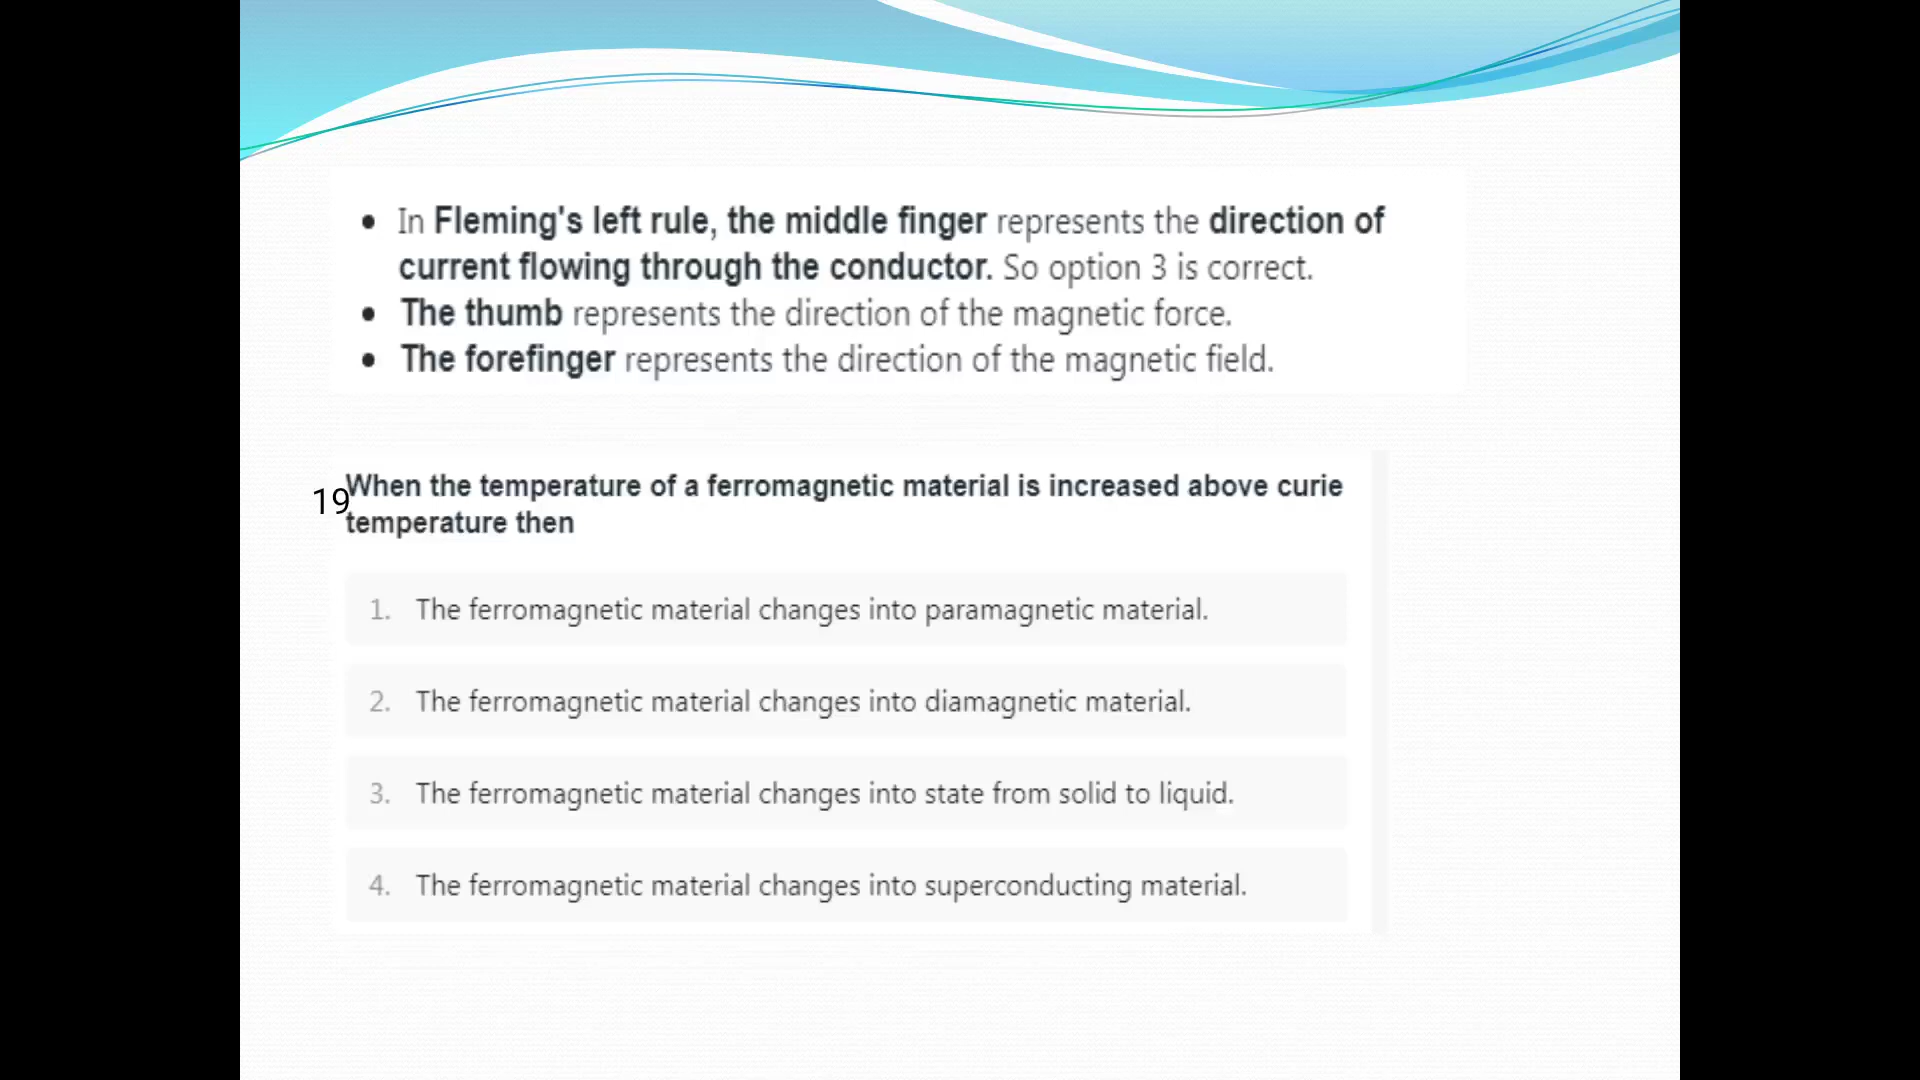 • In Fleming's left rule, the middle finger represents the direction of
current flowing through the conductor. So option 3 is correct.
• The thumb represents the direction of the magnetic force.
• The forefinger represents the direction of the magnetic field.
19 When the temperature of a ferromagnetic material is increased above curie
temperature then
1. The ferromagnetic material changes into paramagnetic material.
2. The ferromagnetic material changes into diamagnetic material.
3. The ferromagnetic material changes into state from solid to liquid.
4. The ferromagnetic material changes into superconducting material.